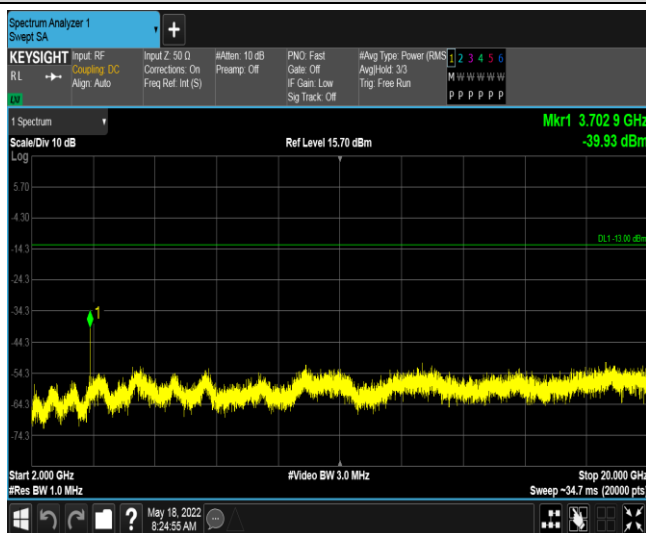 Spectrum Analyzer 1
Swept SA
+
KEYSIGHT Input: RF Input Z: 50 Ω #Atten: 10 dB PNO: Fast #Avg Type: Power (RMS 1 2 3 4 5 6
RL Coupling: DC Corrections: On Preamp: Off Gate: Off Avg|Hold: 3/3 M W W W W W
Align: Auto Freq Ref: Int (S) IF Gain: Low Trig: Free Run
Sig Track: Off P P P P P P
1 Spectrum Mkr1 3.702 9 GHz
Scale/Div 10 dB Ref Level 15.70 dBm -39.93 dBm
Log
5.70
-4.30
DL1 -13.00 dBm
-14.3
-24.3
-34.3
1
-44.3
-54.3
-64.3
-74.3
Start 2.000 GHz #Video BW 3.0 MHz Stop 20.000 GHz
#Res BW 1.0 MHz Sweep ~34.7 ms (20000 pts)
? May 18, 2022
8:24:55 AM